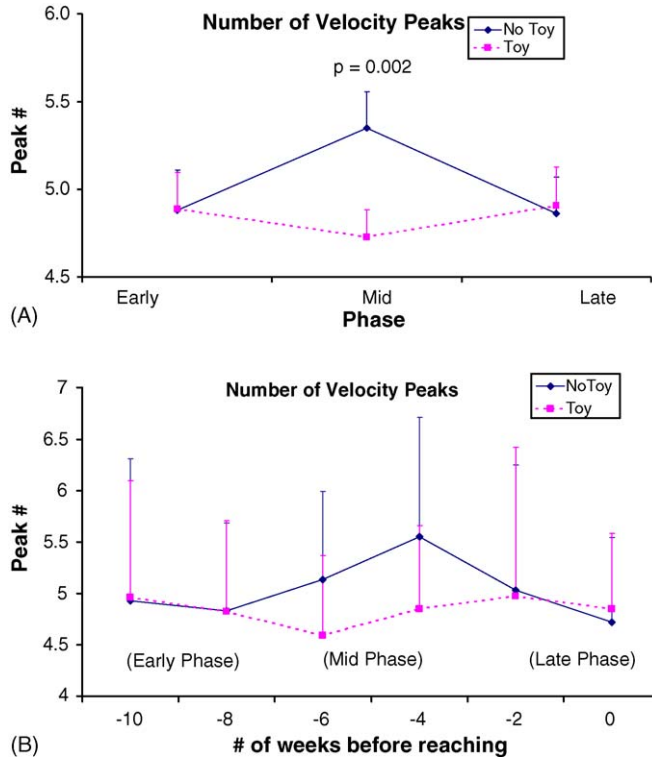 Number of Velocity Peaks
No Toy
Toy
p = 0.002
6.0
5.5
5.0
4.5
Peak #
Early Mid Late
Phase
(A)
Number of Velocity Peaks
NoToy
Toy
7
6.5
6
5.5
5
4.5
4
Peak #
(Early Phase) (Mid Phase) (Late Phase)
-10 -8 -6 -4 -2 0
# of weeks before reaching
(B)